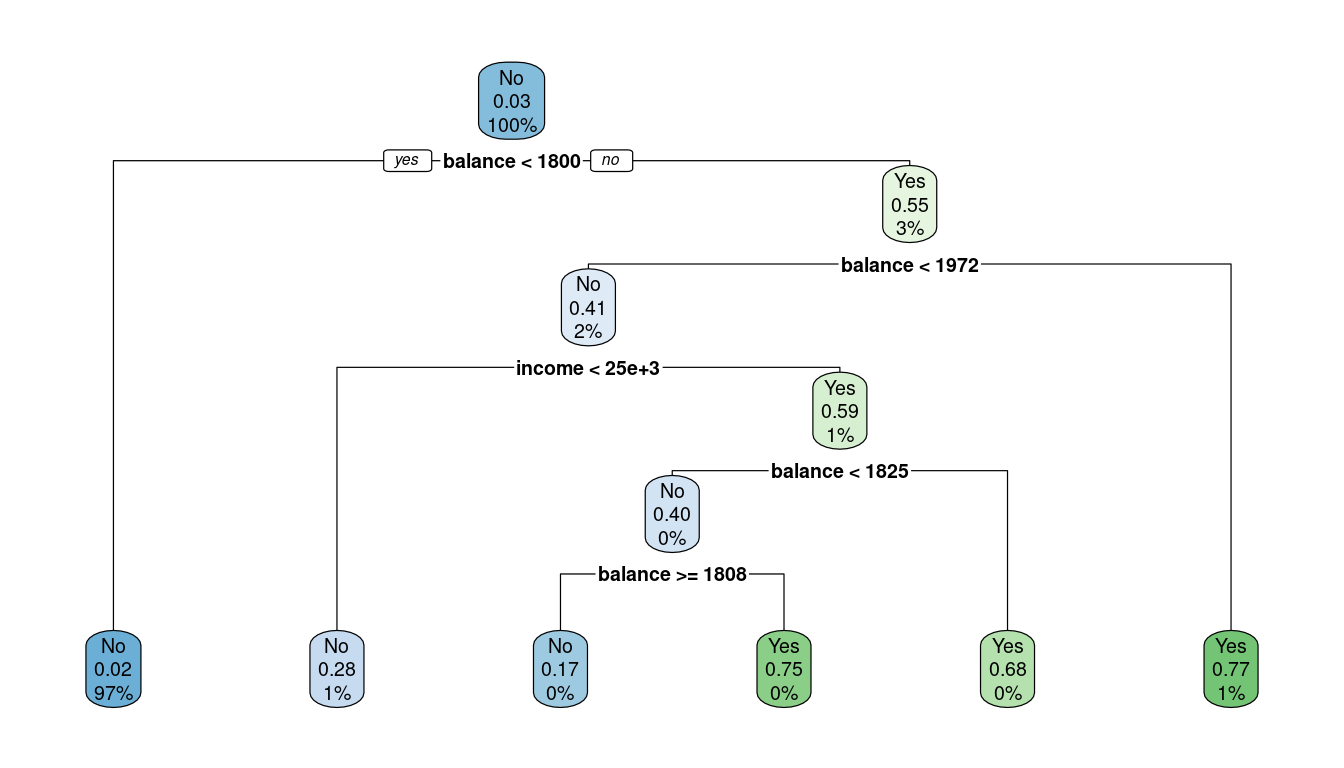 No
0.03
100%
yes balance < 1800 no
Yes
0.55
3%
balance < 1972
No
0.41
2%
income < 25e+3
Yes
0.59
1%
balance < 1825
No
0.40
0%
balance >= 1808
No
0.02
97%
No
0.28
1%
No
0.17
0%
Yes
0.75
0%
Yes
0.68
0%
Yes
0.77
1%